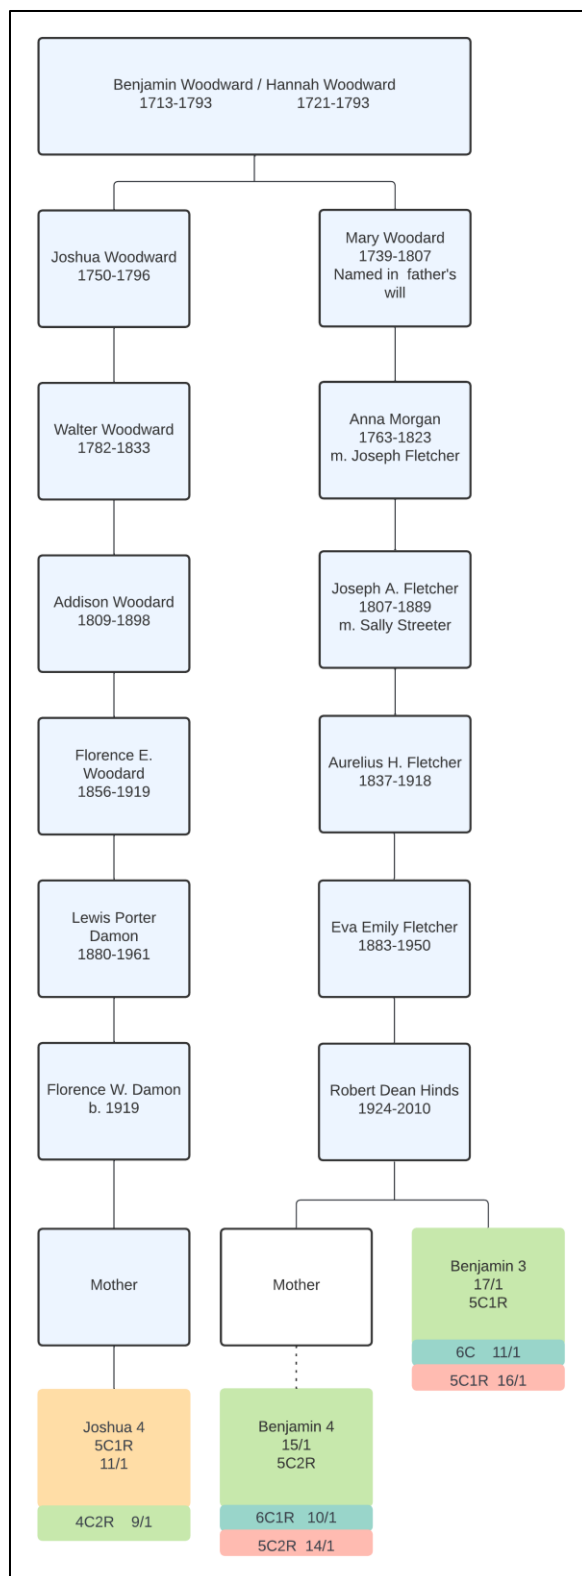 Benjamin Woodward / Hannah Woodward
1713-1793 1721-1793
Joshua Woodward
1750-1796
Mary Woodard
1739-1807
Named in father's
will
Walter Woodward
1782-1833
Anna Morgan
1763-1823
m. Joseph Fletcher
Addison Woodard
1809-1898
Joseph A. Fletcher
1807-1889
m. Sally Streeter
Florence E.
Woodard
1856-1919
Aurelius H. Fletcher
1837-1918
Lewis Porter
Damon
1880-1961
Eva Emily Fletcher
1883-1950
Florence W. Damon
b. 1919
Robert Dean Hinds
1924-2010
Mother
Mother
Benjamin 3
17/1
5C1R
6C 11/1
5C1R 16/1
Joshua 4
5C1R
11/1
4C2R 9/1
Benjamin 4
15/1
5C2R
6C1R 10/1
5C2R 14/1